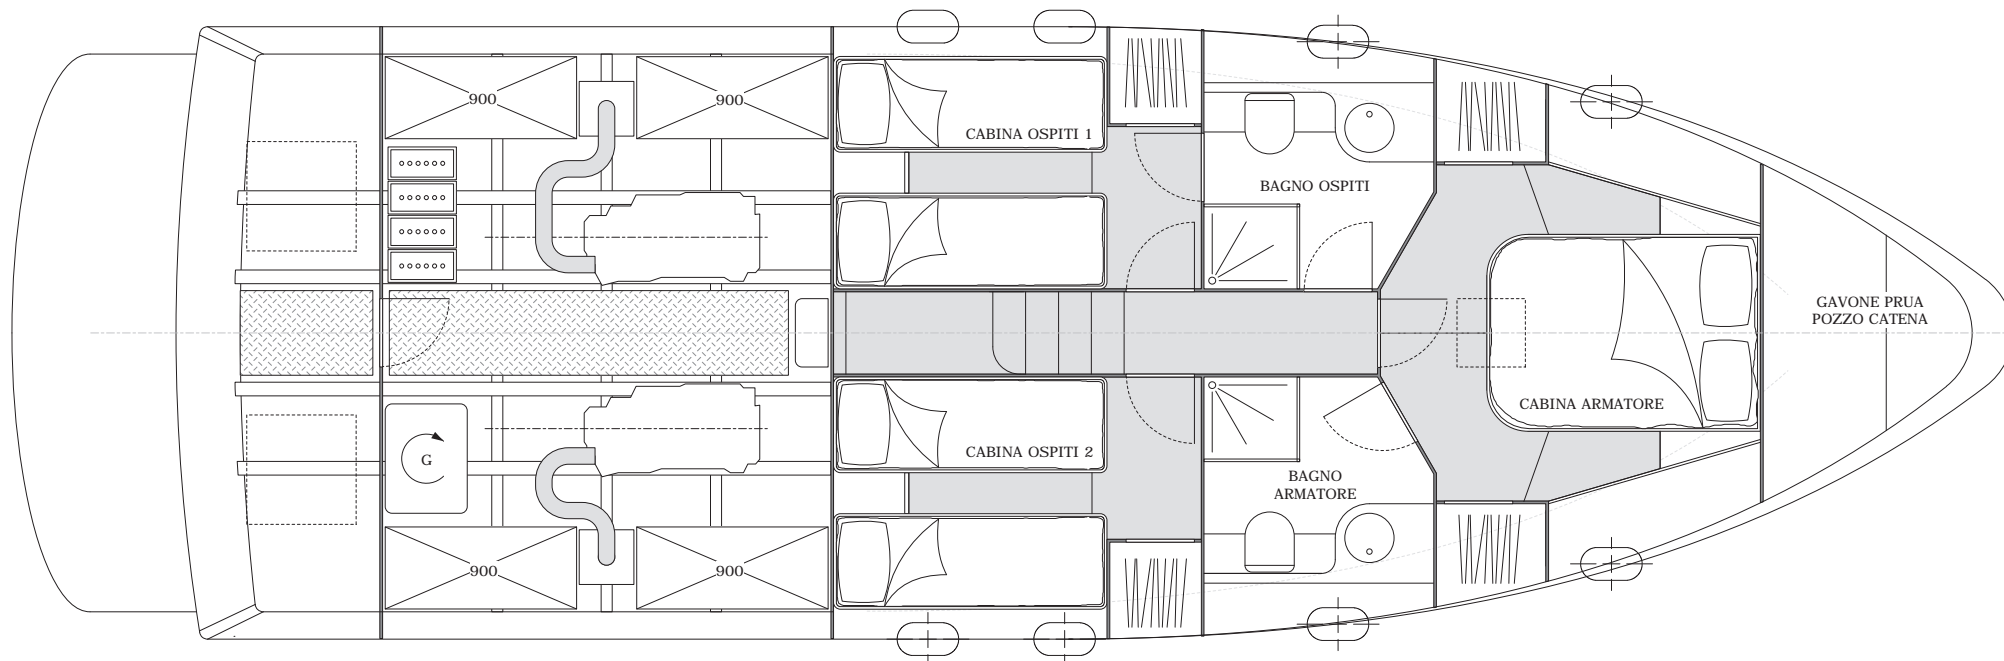 900
900
CABINA OSPITI 1
BAGNO OSPITI
GAVONE PRUA
POZZO CATENA
CABINA ARMATORE
G
CABINA OSPITI 2
BAGNO
ARMATORE
900
900